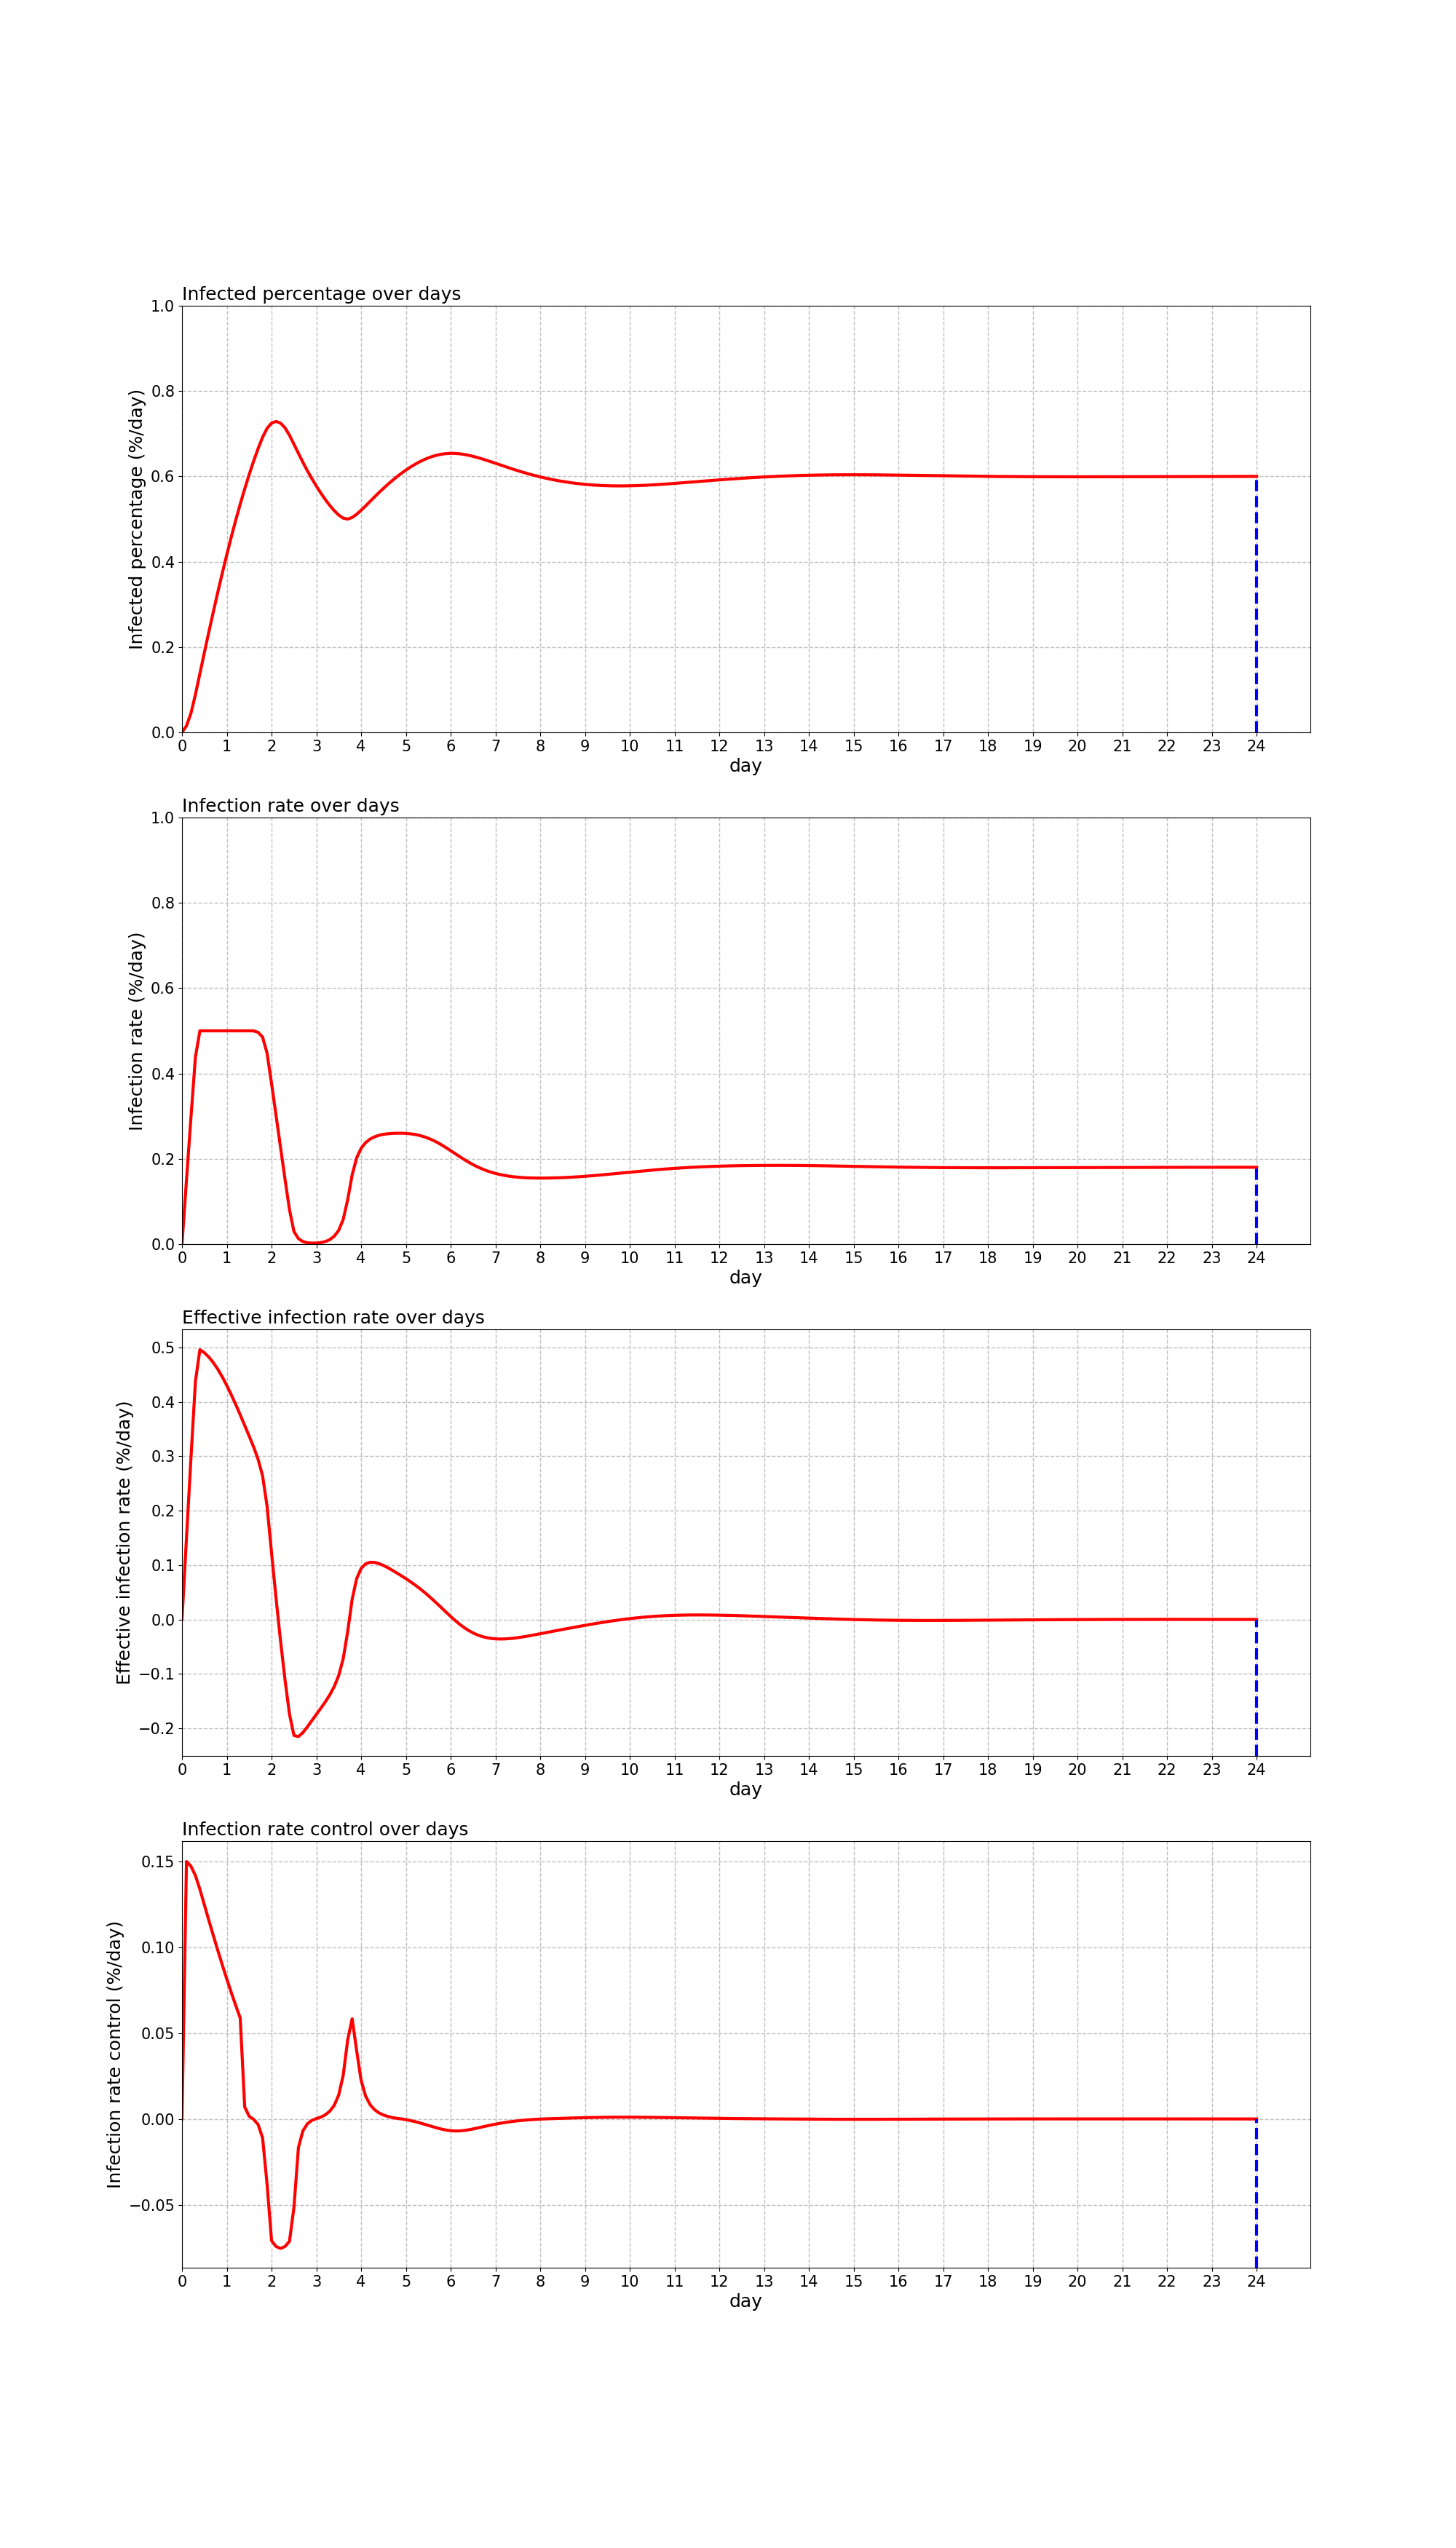 Infected percentage over days
1.0
0.8
0.6
0.4
0.2
0.0
Infected percentage (%/day)
0 1 2 3 4 5 6 7 8 9 10 11 12 13 14 15 16 17 18 19 20 21 22 23 24
day
Infection rate over days
1.0
0.8
0.6
0.4
0.2
0.0
Infection rate (%/day)
0 1 2 3 4 5 6 7 8 9 10 11 12 13 14 15 16 17 18 19 20 21 22 23 24
day
Effective infection rate over days
0.5
0.4
0.3
0.2
0.1
0.0
−0.1
−0.2
Effective infection rate (%/day)
0 1 2 3 4 5 6 7 8 9 10 11 12 13 14 15 16 17 18 19 20 21 22 23 24
day
Infection rate control over days
0.15
0.10
0.05
0.00
−0.05
Infection rate control (%/day)
0 1 2 3 4 5 6 7 8 9 10 11 12 13 14 15 16 17 18 19 20 21 22 23 24
day